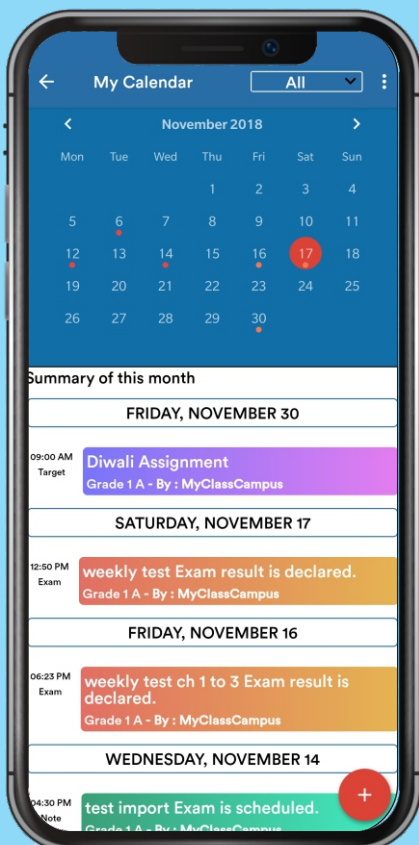 My Calendar All
November 2018
Mon Tue Wed Thu Fri Sat Sun
1 2 3 4
5 6 7 8 9 10 11
12 13 14 15 16 17 18
19 20 21 22 23 24 25
26 27 28 29 30
Summary of this month
FRIDAY, NOVEMBER 30
09:00 AM
Target
Diwali Assignment
Grade 1 A - By : MyClassCampus
SATURDAY, NOVEMBER 17
12:50 PM
Exam
weekly test Exam result is declared.
Grade 1 A - By : MyClassCampus
FRIDAY, NOVEMBER 16
06:23 PM
Exam
weekly test ch 1 to 3 Exam result is
declared.
Grade 1 A - By : MyClassCampus
WEDNESDAY, NOVEMBER 14
04:30 PM
Note
test import Exam is scheduled.
Grade 1 A - By : MyClassCampus
+